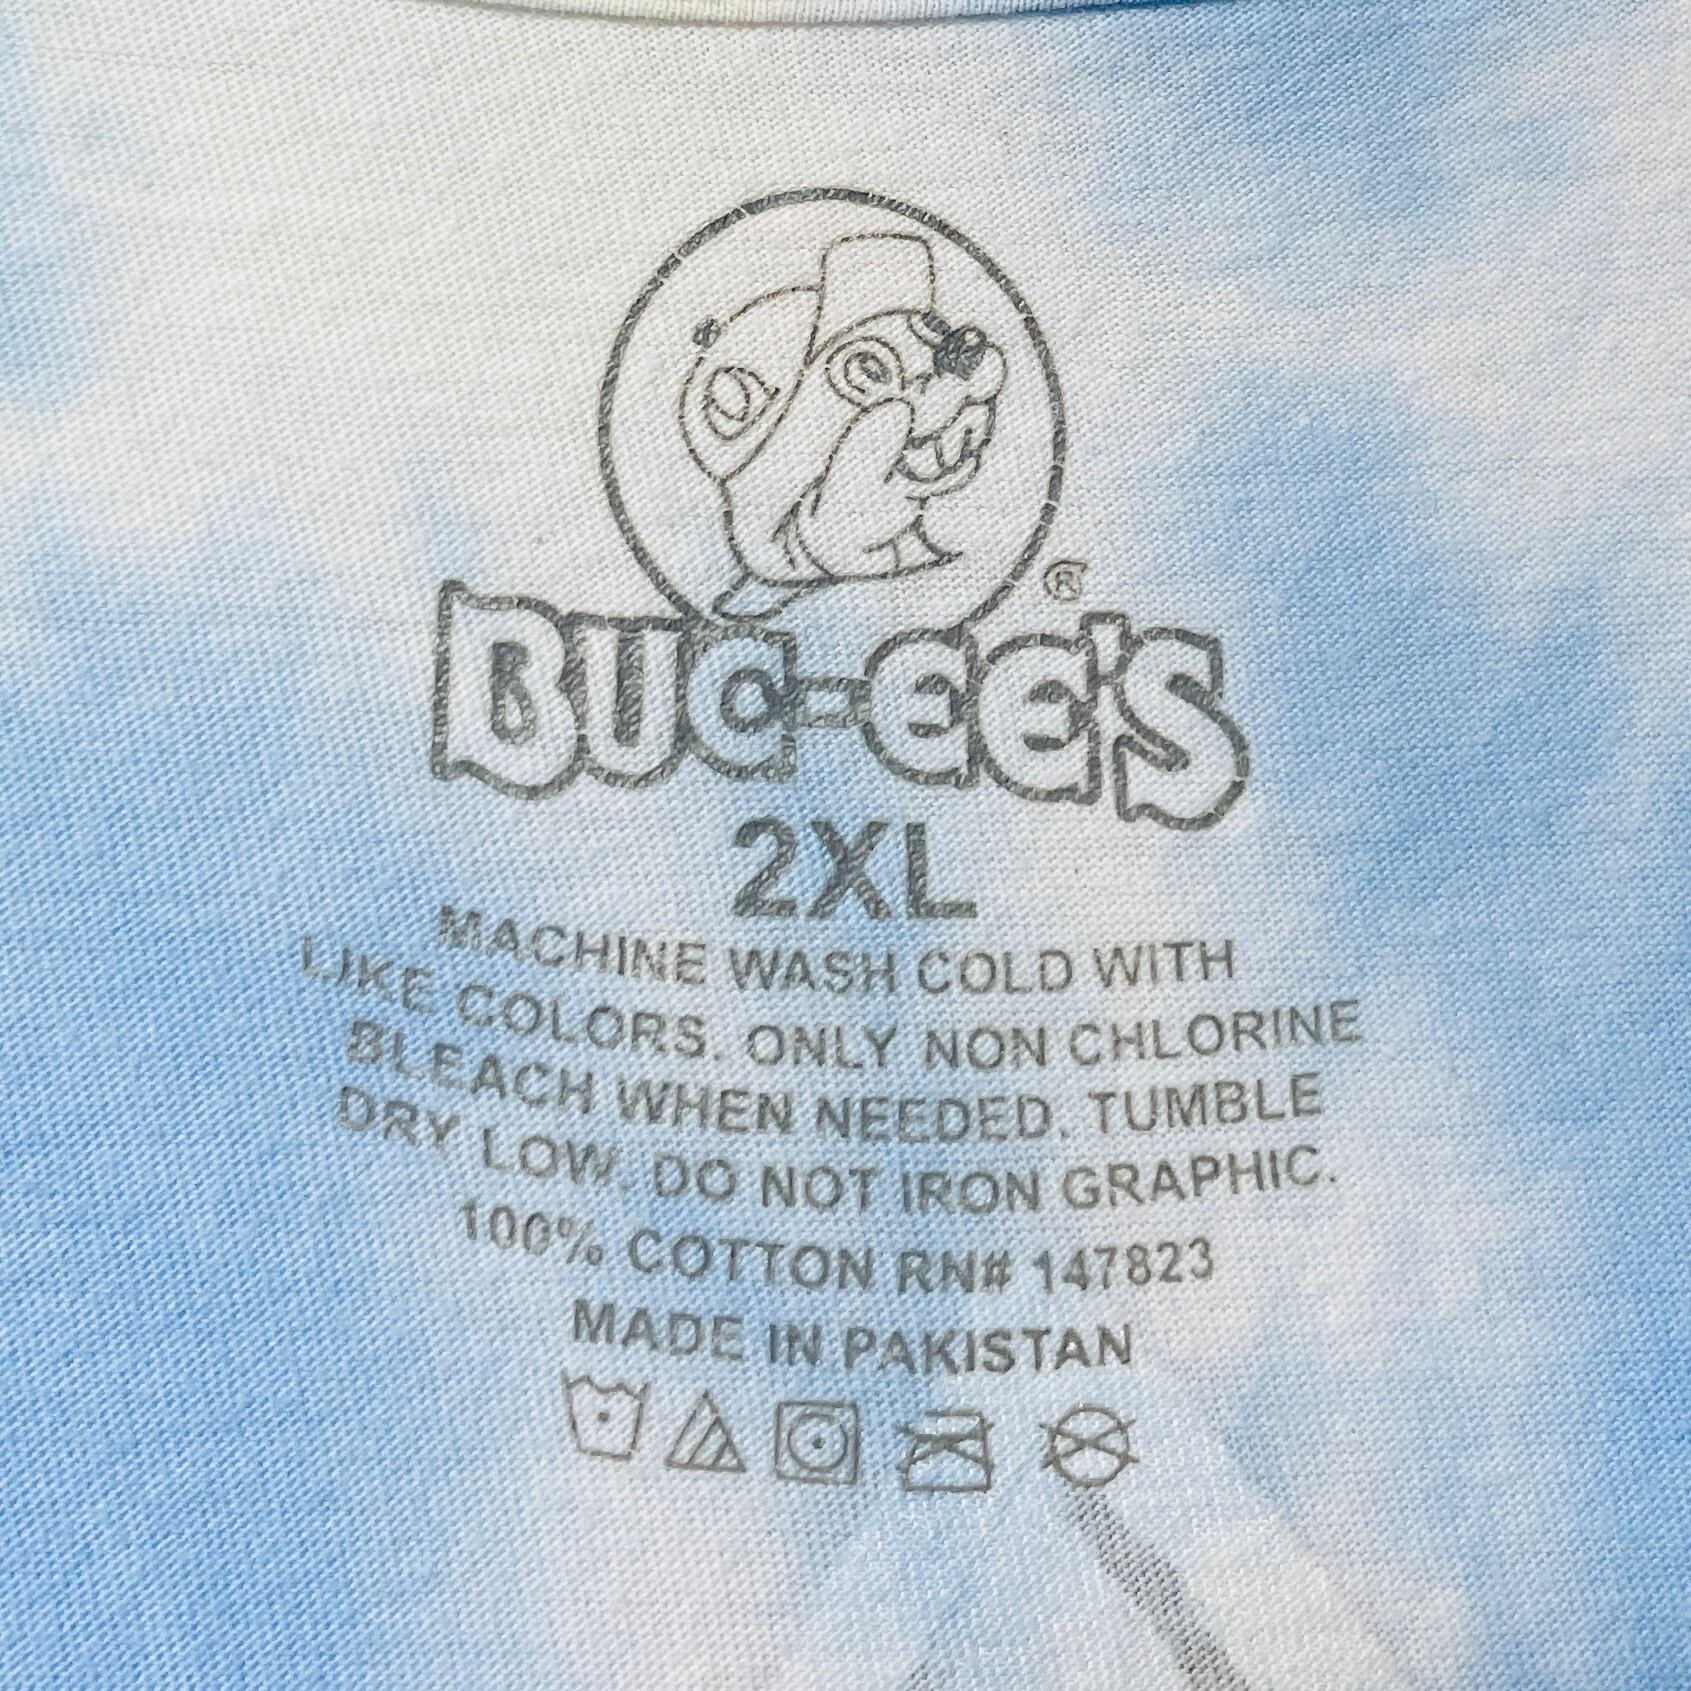 ®
BUC-EE'S
2XL
MACHINE WASH COLD WITH
LIKE COLORS. ONLY NON CHLORINE
BLEACH WHEN NEEDED. TUMBLE
DRY LOW. DO NOT IRON GRAPHIC.
100% COTTON RN# 147823
MADE IN PAKISTAN